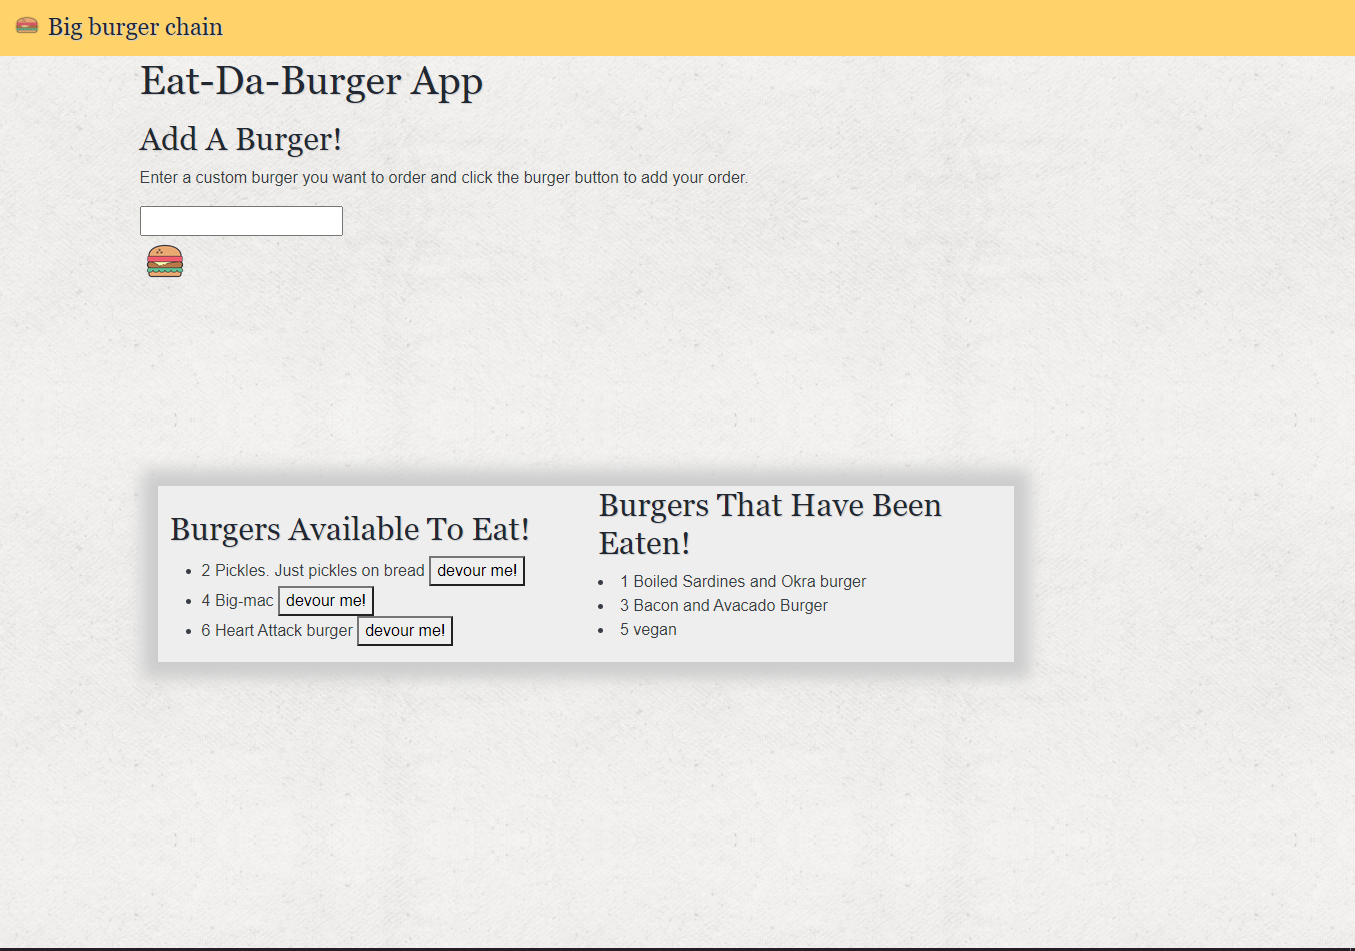 Big burger chain
Eat-Da-Burger App
Add A Burger!
Enter a custom burger you want to order and click the burger button to add your order.
Burgers Available To Eat!
2 Pickles. Just pickles on bread devour me!
4 Big-mac devour me!
6 Heart Attack burger devour me!
Burgers That Have Been
Eaten!
1 Boiled Sardines and Okra burger
3 Bacon and Avacado Burger
5 vegan